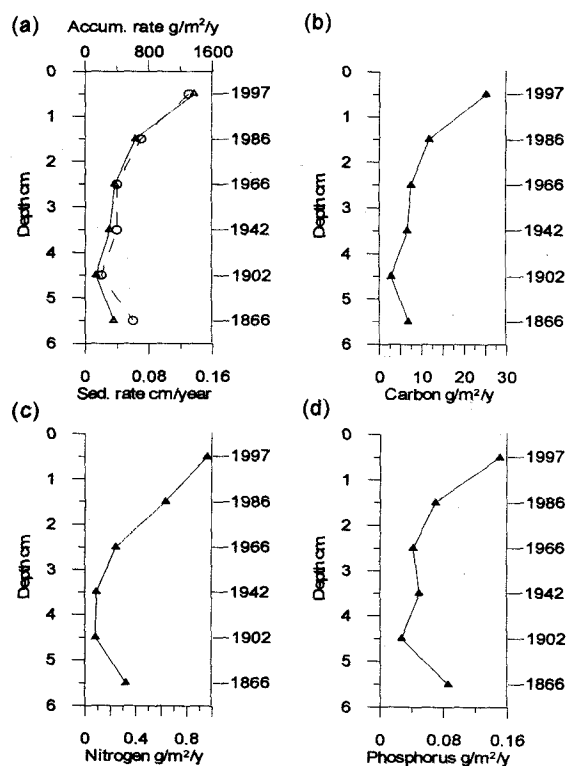 (a)
Accum. rate g/m²/y
0 600 1600
0
1
2
3
4
5
6
Depth cm
1997
1986
1966
1942
1902
1866
0 0.08 0.16
Sed. rate cm/year
(b)
0
1
2
3
4
5
6
Depth cm
1997
1986
1966
1942
1902
1866
0 10 20 30
Carbon g/m²/y
(c)
0
1
2
3
4
5
6
Depth cm
1997
1986
1966
1942
1902
1866
0 0.4 0.8
Nitrogen g/m²/y
(d)
0
1
2
3
4
5
6
Depth cm
1997
1986
1966
1942
1902
1866
0 0.08 0.16
Phosphorus g/m²/y